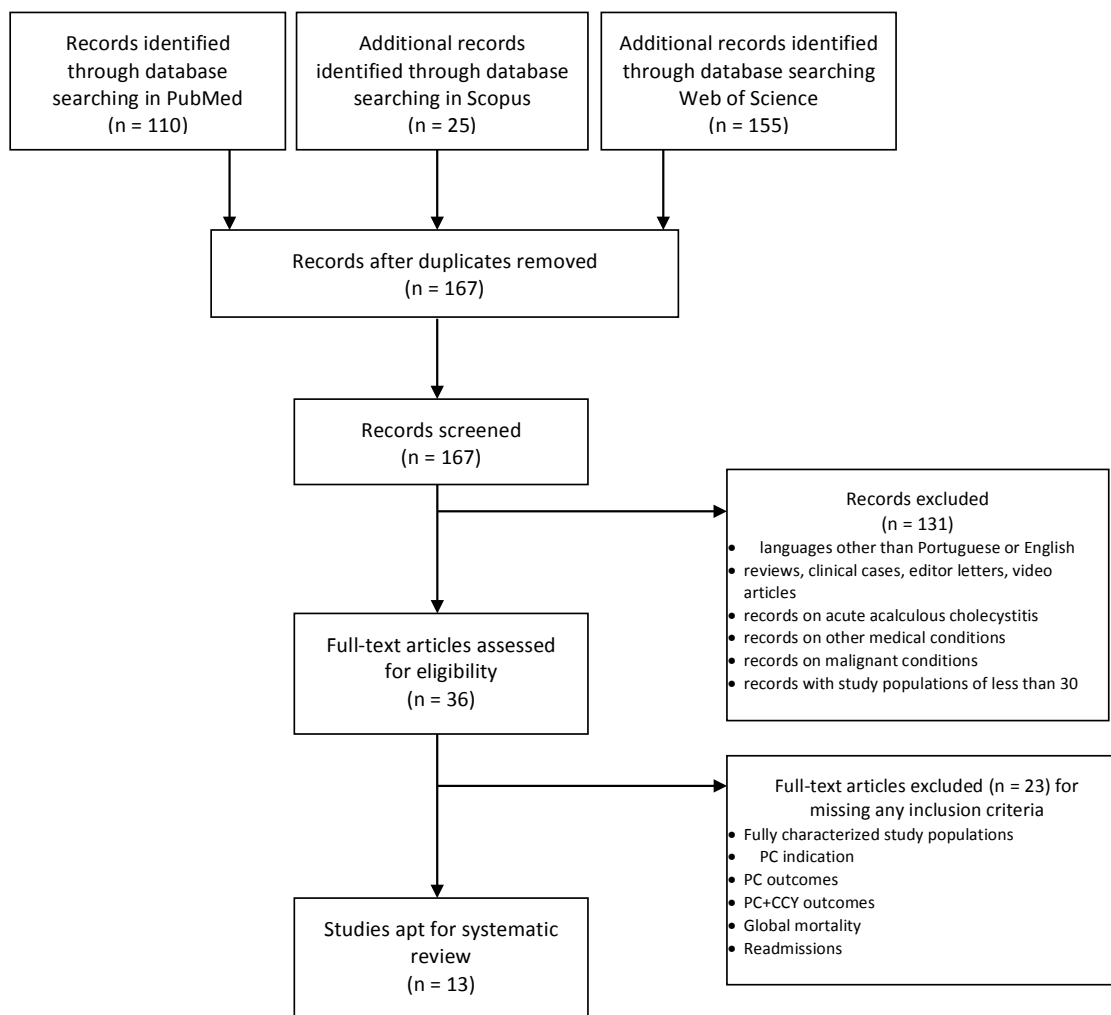 Records identified
through database
searching in PubMed
(n = 110)
Additional records
identified through database
searching in Scopus
(n = 25)
Additional records identified
through database searching
Web of Science
(n = 155)
Records after duplicates removed
(n = 167)
Records screened
(n = 167)
Records excluded
(n = 131)
• languages other than Portuguese or English
• reviews, clinical cases, editor letters, video
articles
• records on acute acalculous cholecystitis
• records on other medical conditions
• records on malignant conditions
• records with study populations of less than 30
Full-text articles assessed
for eligibility
(n = 36)
Full-text articles excluded (n = 23) for
missing any inclusion criteria
• Fully characterized study populations
• PC indication
• PC outcomes
• PC+CCY outcomes
• Global mortality
• Readmissions
Studies apt for systematic
review
(n = 13)